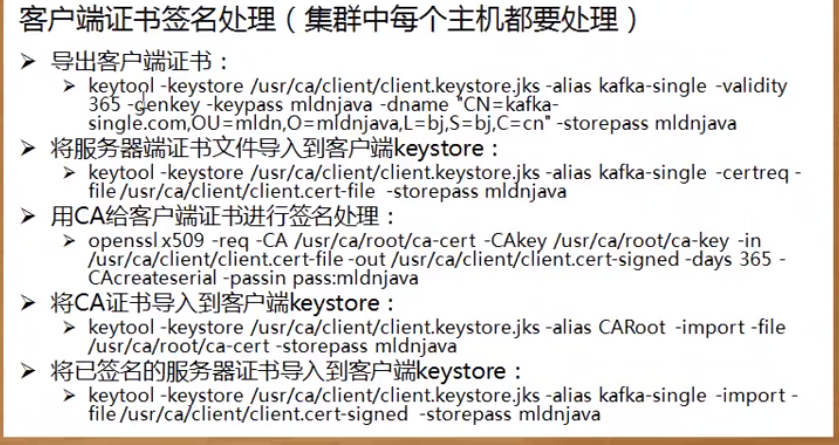 客户端证书签名处理（集群中每个主机都要处理）
➢ 导出客户端证书：
➢ keytool -keystore /usr/ca/client/client.keystore.jks -alias kafka-single -validity
365 -genkey -keypass mldnjava -dname "CN=kafka-
single.com,OU=mldn,O=mldnjava,L=bj,S=bj,C=cn" -storepass mldnjava
➢ 将服务器端证书文件导入到客户端keystore：
➢ keytool -keystore /usr/ca/client/client.keystore.jks -alias kafka-single -certreq -
file /usr/ca/client/client.cert-file -storepass mldnjava
➢ 用CA给客户端证书进行签名处理：
➢ openssl x509 -req -CA /usr/ca/root/ca-cert -CAkey /usr/ca/root/ca-key -in
/usr/ca/client/client.cert-file -out /usr/ca/client/client.cert-signed -days 365 -
CAcreateserial -passin pass:mldnjava
➢ 将CA证书导入到客户端keystore：
➢ keytool -keystore /usr/ca/client/client.keystore.jks -alias CARoot -import -file
/usr/ca/root/ca-cert -storepass mldnjava
➢ 将已签名的服务器证书导入到客户端keystore：
➢ keytool -keystore /usr/ca/client/client.keystore.jks -alias kafka-single -import -
file /usr/ca/client/client.cert-signed -storepass mldnjava